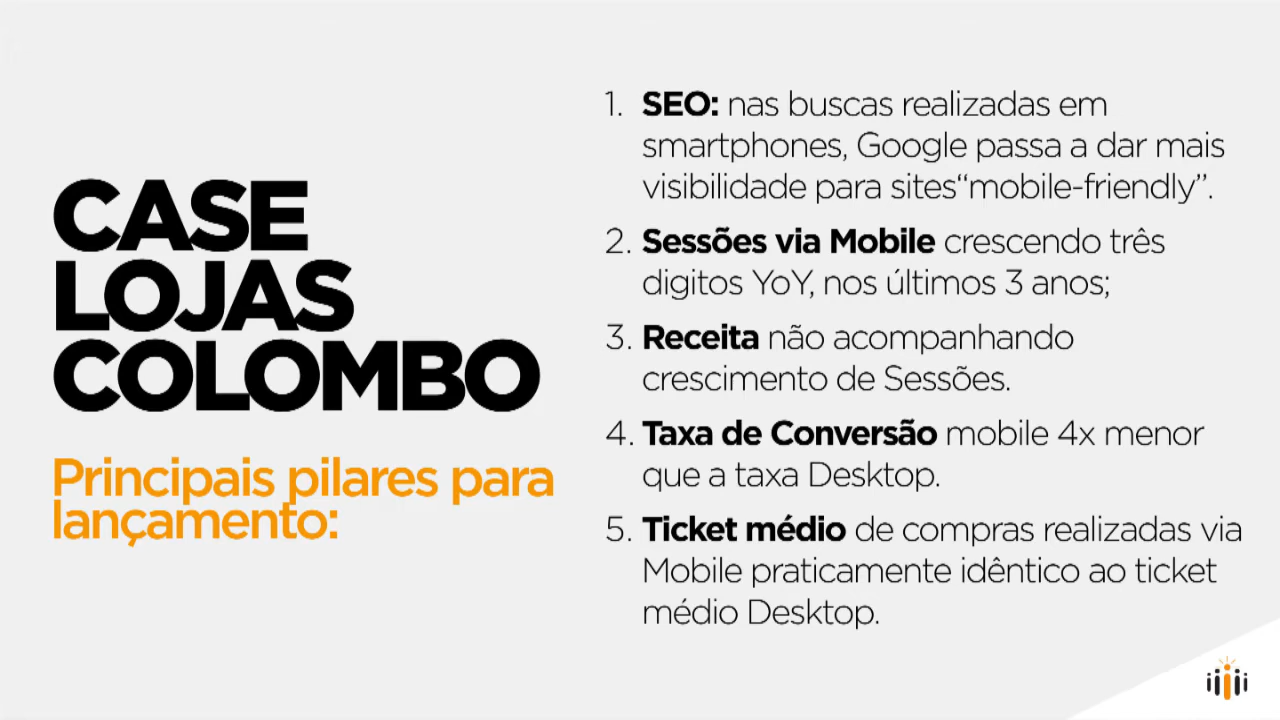 CASE
LOJAS
COLOMBO
Principais pilares para
lançamento:
1. SEO: nas buscas realizadas em
smartphones, Google passa a dar mais
visibilidade para sites“mobile-friendly”.
2. Sessões via Mobile crescendo três
digitos YoY, nos últimos 3 anos;
3. Receita não acompanhando
crescimento de Sessões.
4. Taxa de Conversão mobile 4x menor
que a taxa Desktop.
5. Ticket médio de compras realizadas via
Mobile praticamente idêntico ao ticket
médio Desktop.